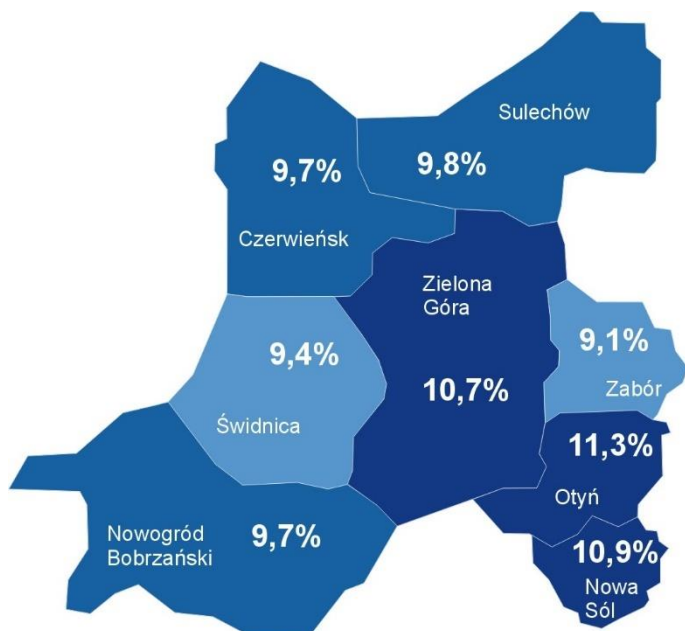 Sulechów
9,7%
9,8%
Czerwieńsk
Zielona
Góra
9,4%
9,1%
10,7%
Zabór
Świdnica
11,3%
Otyń
Nowogród
Bobrzański
9,7%
10,9%
Nowa
Sól